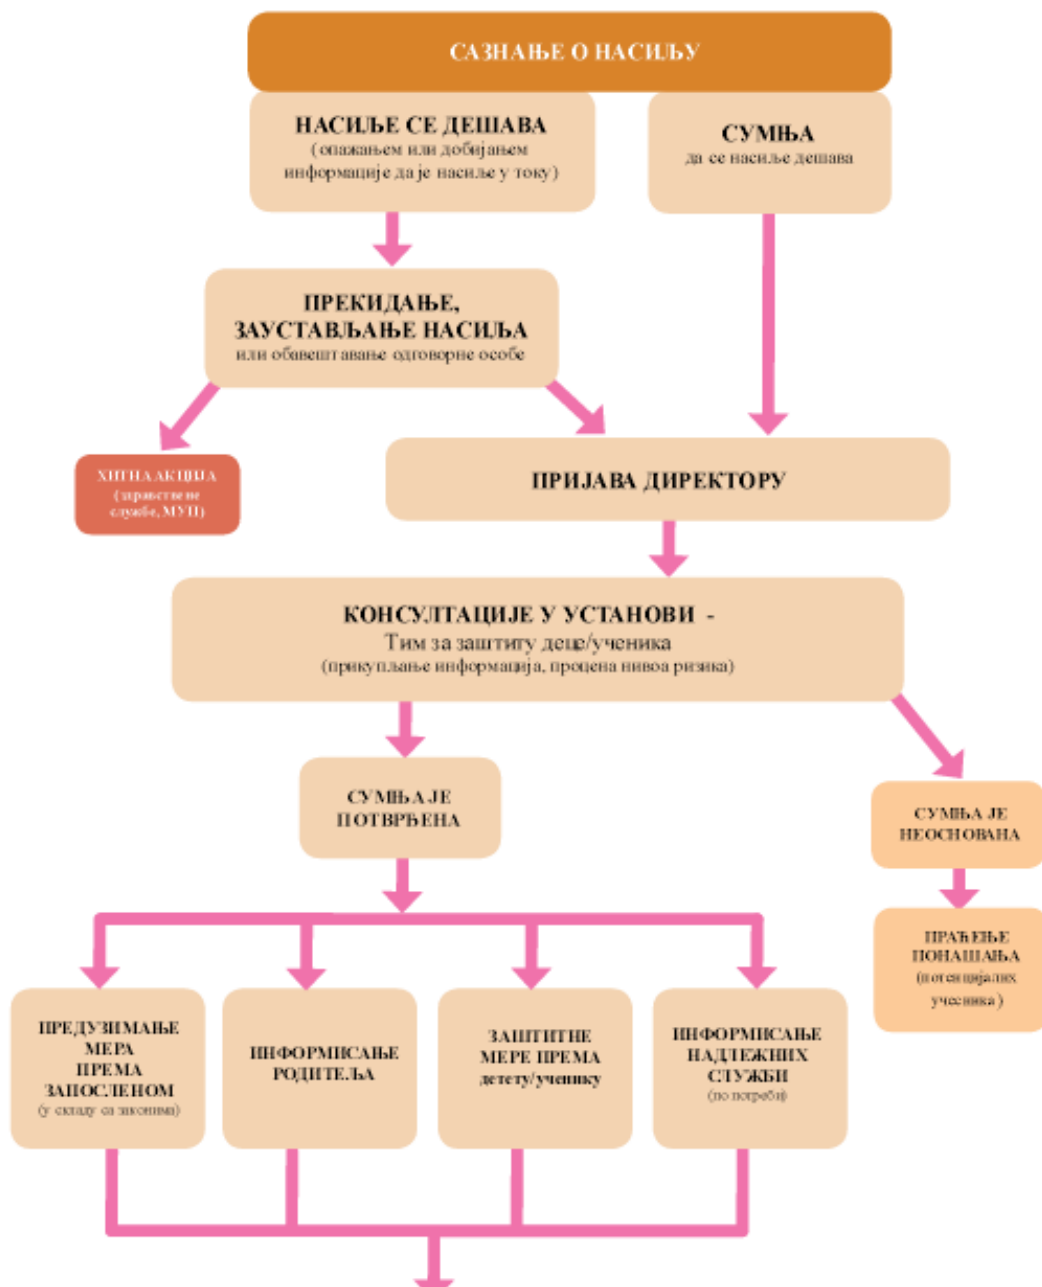 САЗНАЊЕ О НАСИЉУ
НАСИЉЕ СЕ ДЕШАВА
(опажањем или добијањем
информације да је насиље у току)
СУМЊА
да се насиље дешава
ПРЕКИДАЊЕ,
ЗАУСТАВЉАЊЕ НАСИЉА
или обавештавање одговорне особе
ХИТНА АКЦИЈА
(здравствене
службе, МУП)
ПРИЈАВА ДИРЕКТОРУ
КОНСУЛТАЦИЈЕ У УСТАНОВИ -
Тим за заштиту деце/ученика
(прикупљање информација, процена нивоа ризика)
СУМЊА ЈЕ
ПОТВРЂЕНА
СУМЊА ЈЕ
НЕОСНОВАНА
ПРАЋЕЊЕ
ПОНАШАЊА
(потенцијалих
учесника)
ПРЕДУЗИМАЊЕ
МЕРА
ПРЕМА
ЗАПОСЛЕНОМ
(у складу са законима)
ИНФОРМИСАЊЕ
РОДИТЕЉА
ЗАШТИТНЕ
МЕРЕ ПРЕМА
детету/ученику
ИНФОРМИСАЊЕ
НАДЛЕЖНИХ
СЛУЖБИ
(по потреби)